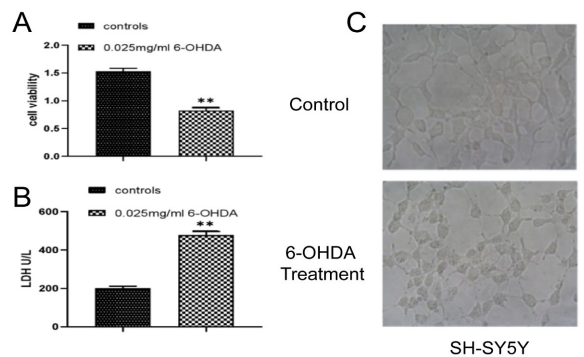 A
controls
0.025mg/ml 6-OHDA
cell viability
2.0
1.5
1.0
0.5
0.0
**
B
controls
0.025mg/ml 6-OHDA
LDH U/L
600
400
200
0
**
C
Control
6-OHDA
Treatment
SH-SY5Y